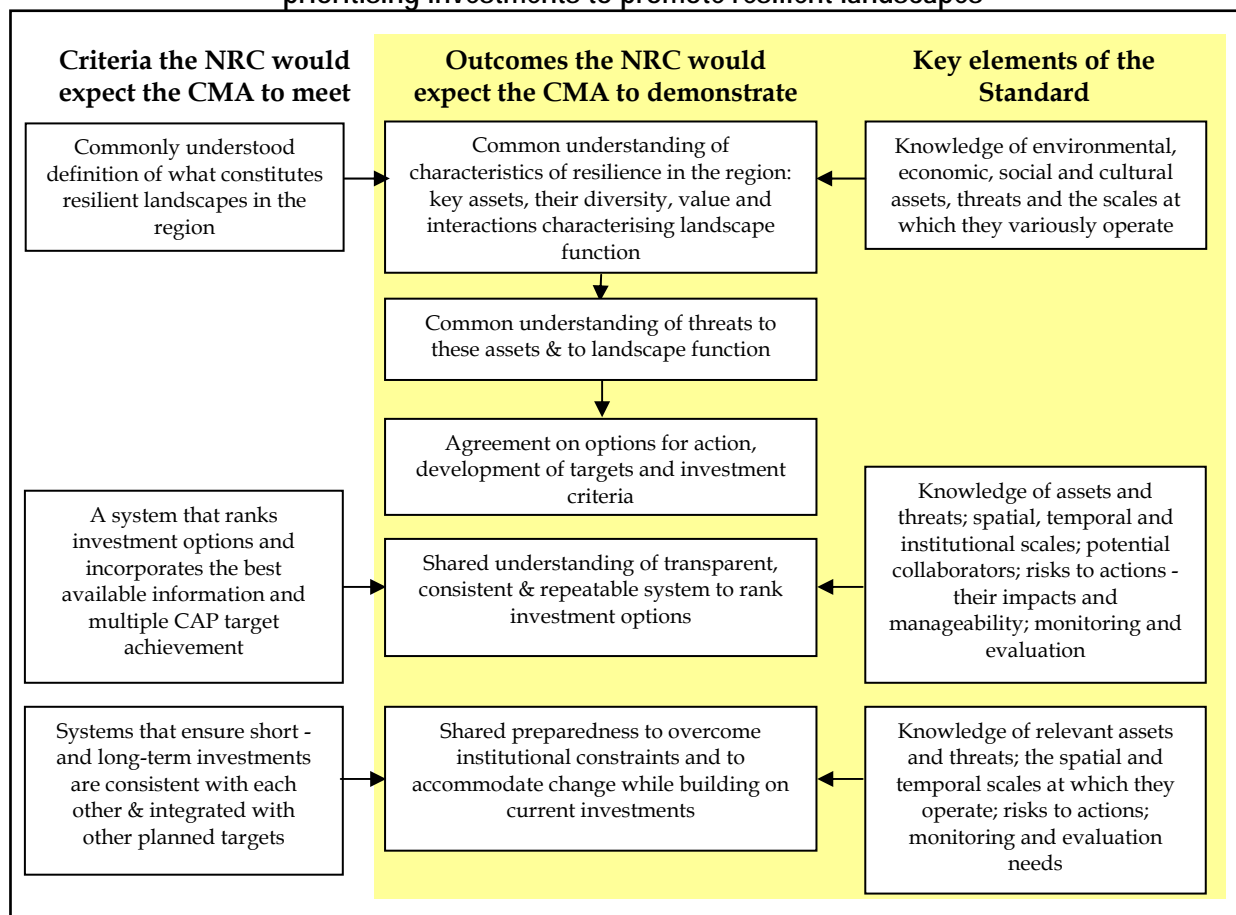 prioritising investments to promote resilient landscapes
Criteria the NRC would
expect the CMA to meet
Outcomes the NRC would
expect the CMA to demonstrate
Key elements of the
Standard
Commonly understood
definition of what constitutes
resilient landscapes in the
region
Common understanding of
characteristics of resilience in the region:
key assets, their diversity, value and
interactions characterising landscape
function
Knowledge of environmental,
economic, social and cultural
assets, threats and the scales at
which they variously operate
Common understanding of threats to
these assets & to landscape function
Agreement on options for action,
development of targets and investment
criteria
A system that ranks
investment options and
incorporates the best
available information and
multiple CAP target
achievement
Shared understanding of transparent,
consistent & repeatable system to rank
investment options
Knowledge of assets and
threats; spatial, temporal and
institutional scales; potential
collaborators; risks to actions -
their impacts and
manageability; monitoring and
evaluation
Systems that ensure short -
and long-term investments
are consistent with each
other & integrated with
other planned targets
Shared preparedness to overcome
institutional constraints and to
accommodate change while building on
current investments
Knowledge of relevant assets
and threats; the spatial and
temporal scales at which they
operate; risks to actions;
monitoring and evaluation
needs